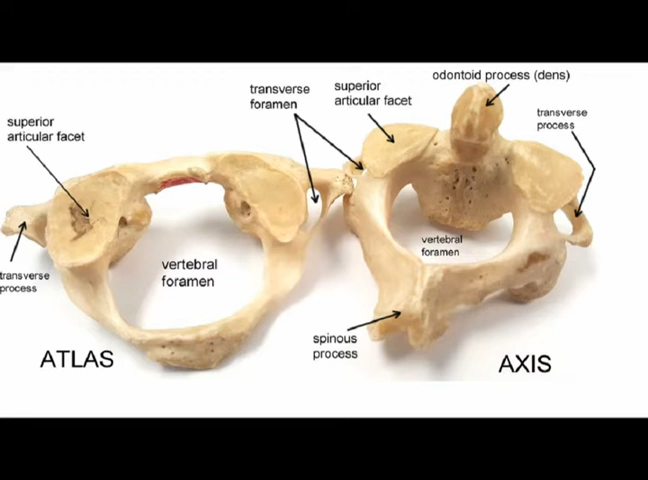 odontoid process (dens)
transverse
foramen
superior
articular facet
transverse
process
superior
articular facet
vertebral
foramen
vertebral
foramen
transverse
process
spinous
process
ATLAS
AXIS